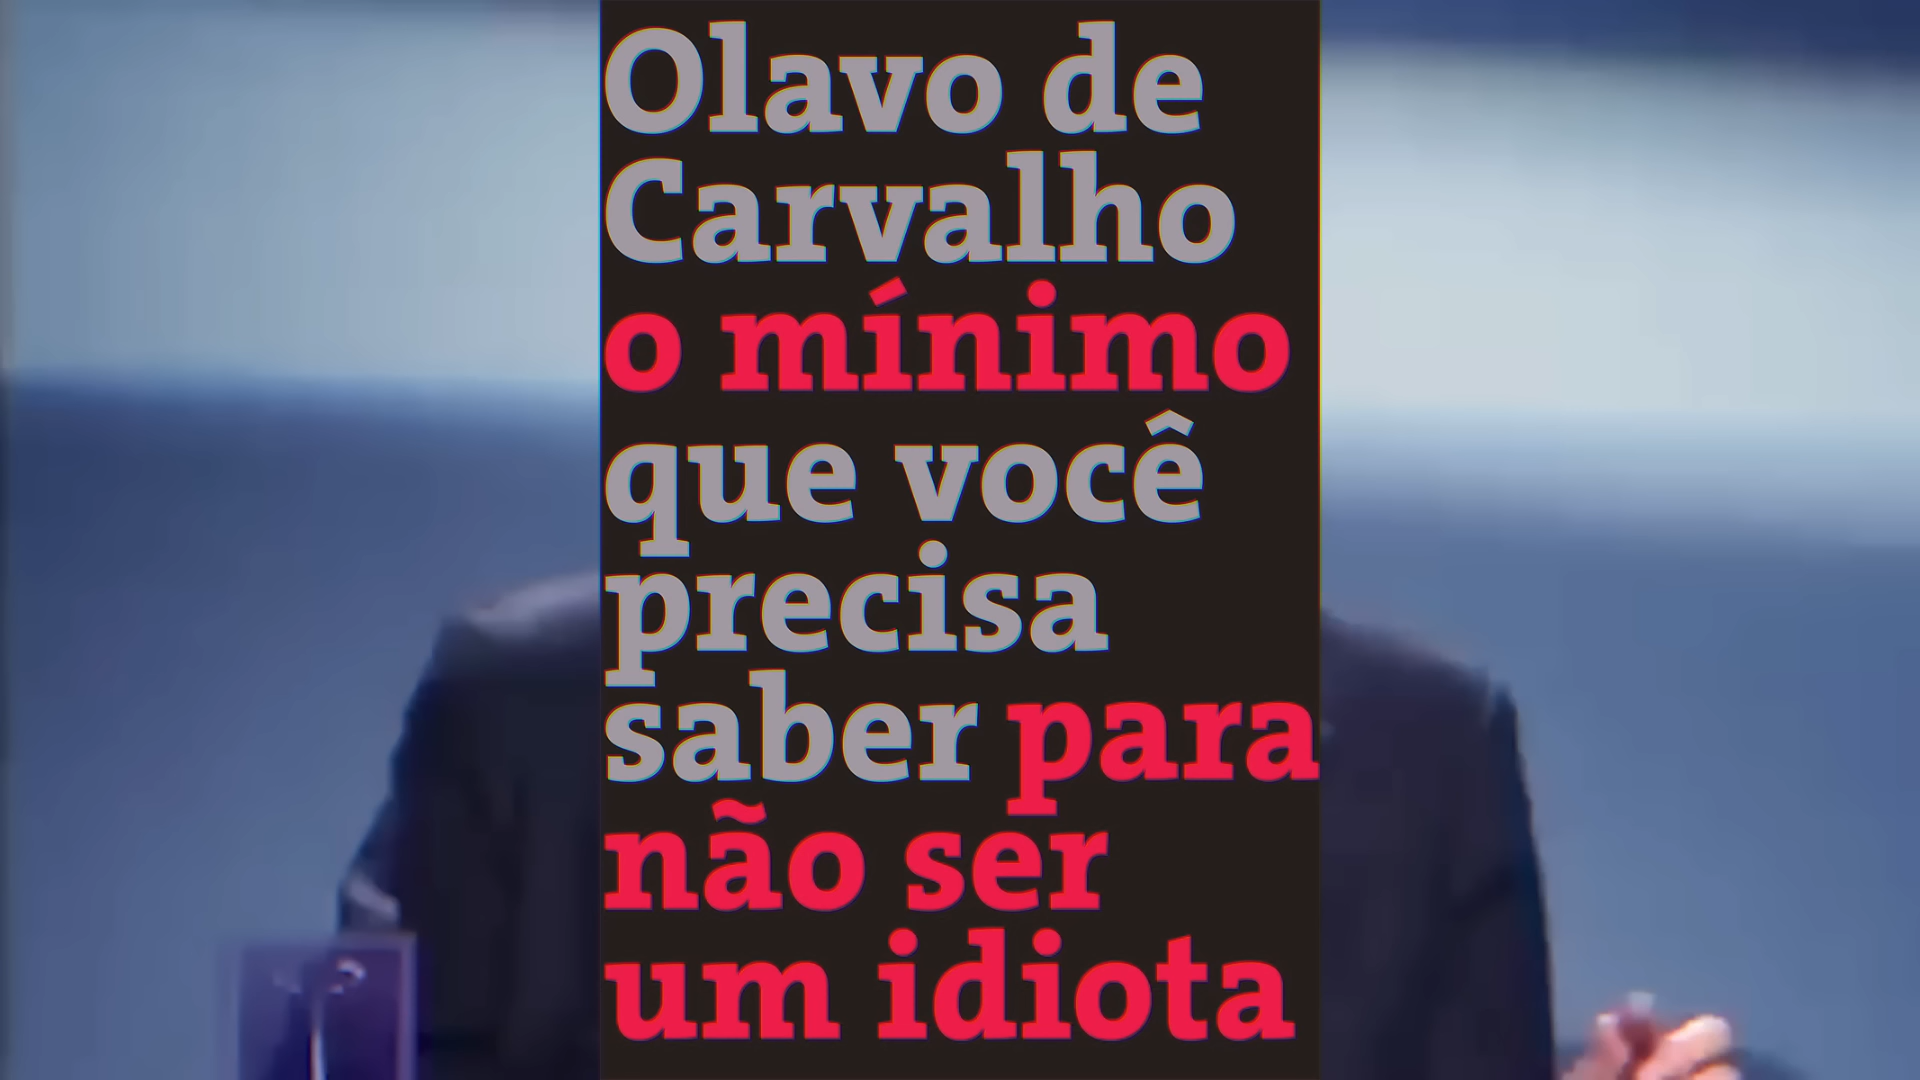 Olavo de
Carvalho
o mínimo
que você
precisa
saber para
não ser
um idiota